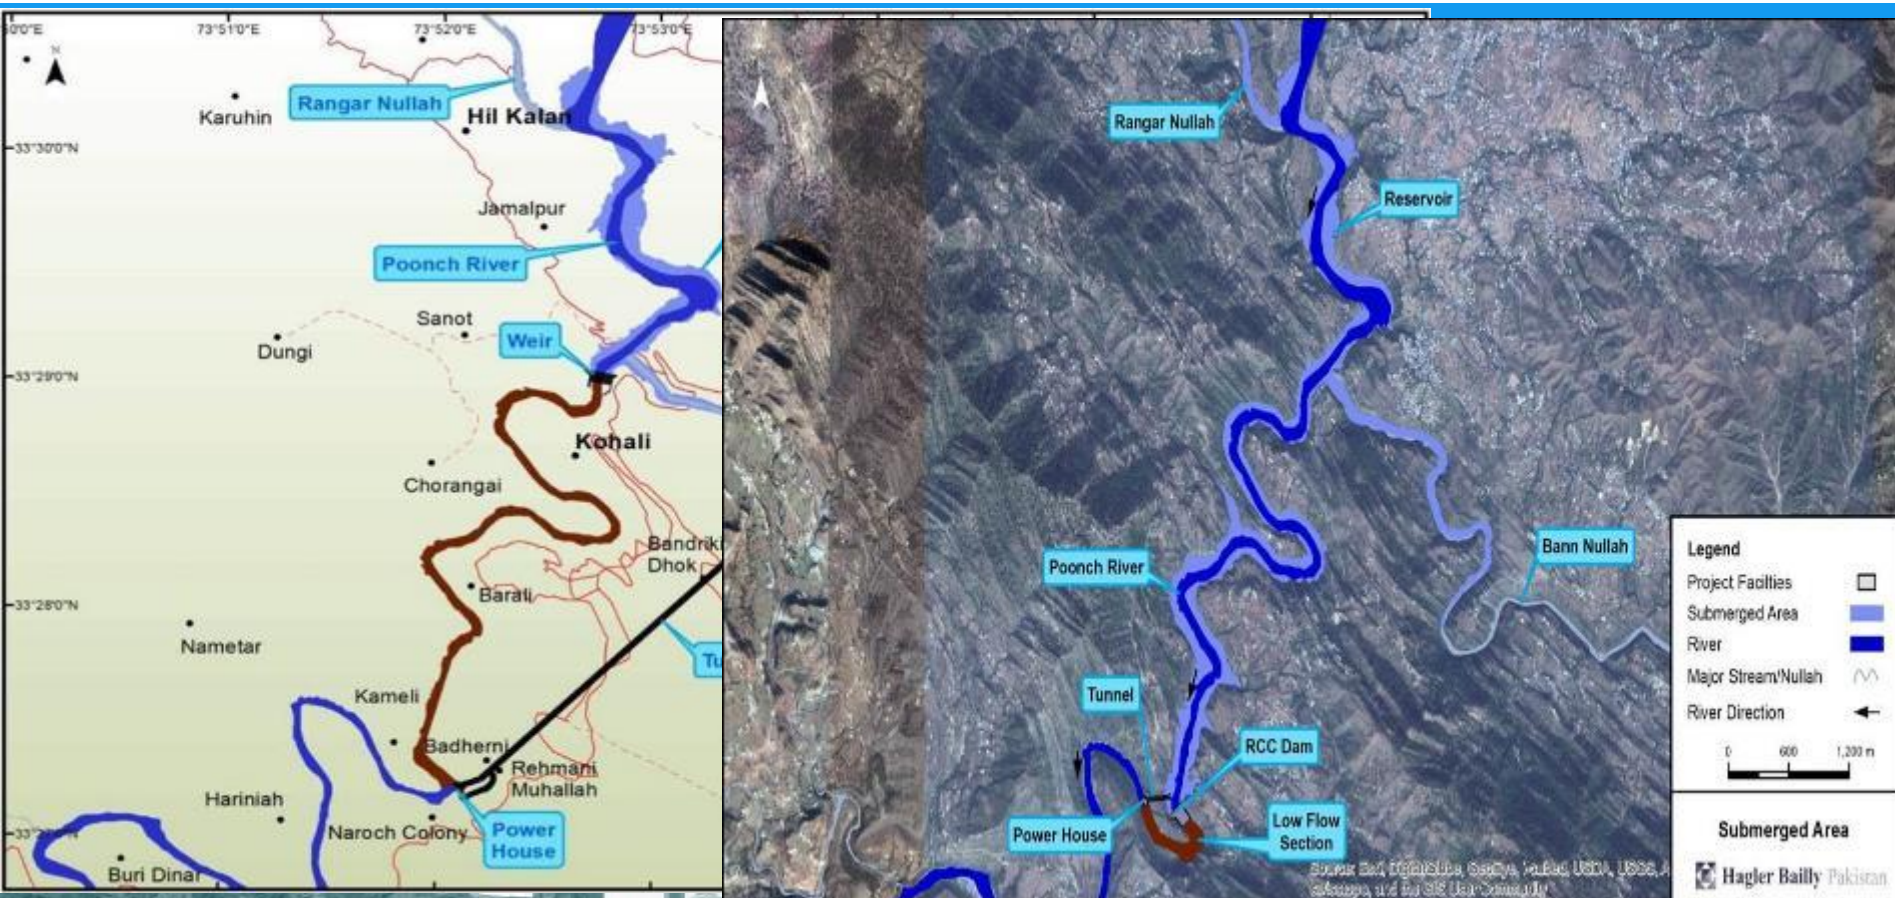 73°51'0"E
73°52'0"E
73°53'0"E
N
Rangar Nullah
Karuhin
Hil Kalan
33°30'0"N
Jamalpur
Poonch River
Sanot
Weir
Dungi
33°29'0"N
Kohali
Chorangai
Bandriki
Dhok
Barali
33°28'0"N
Nametar
Tu
Kameli
Badherni
Rehmani
Muhallah
Hariniah
Naroch Colony
Power
House
Buri Dinar
Rangar Nullah
Reservoir
Bann Nullah
Poonch River
Tunnel
RCC Dam
Power House
Low Flow
Section
Legend
Project Facilties
Submerged Area
River
Major Stream/Nullah
River Direction
0 600 1,200 m
Submerged Area
Hagler Bailly Pakistan